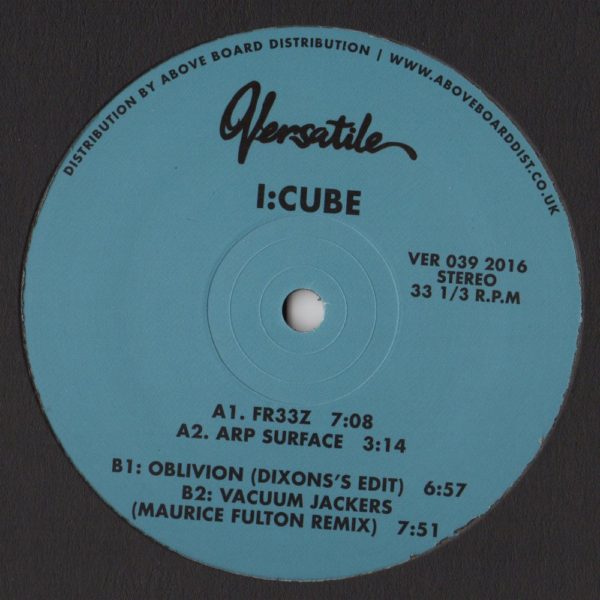 DISTRIBUTION BY ABOVE BOARD DISTRIBUTION | WWW.ABOVEBOARDDIST.CO.UK
Versatile
I:CUBE
VER 039 2016
STEREO
33 1/3 R.P.M
A1. FR33Z 7:08
A2. ARP SURFACE 3:14
B1: OBLIVION (DIXONS'S EDIT) 6:57
B2: VACUUM JACKERS
(MAURICE FULTON REMIX) 7:51